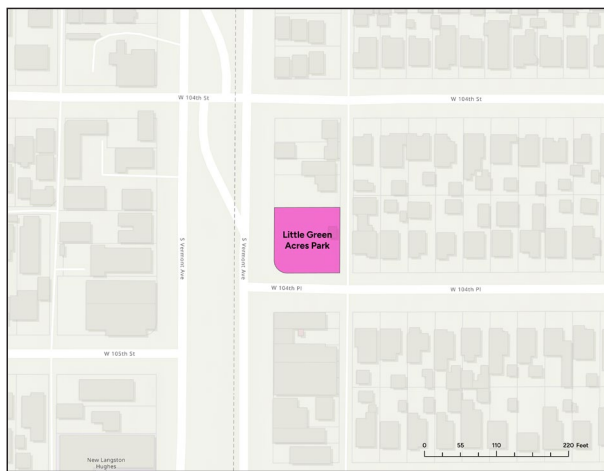 W 104th St
W 104th St
Little Green
Acres Park
S Vermont Ave
S Vermont Ave
W 104th Pl
W 104th Pl
W 105th St
0 55 110 220 Feet
New Langston
Hughes